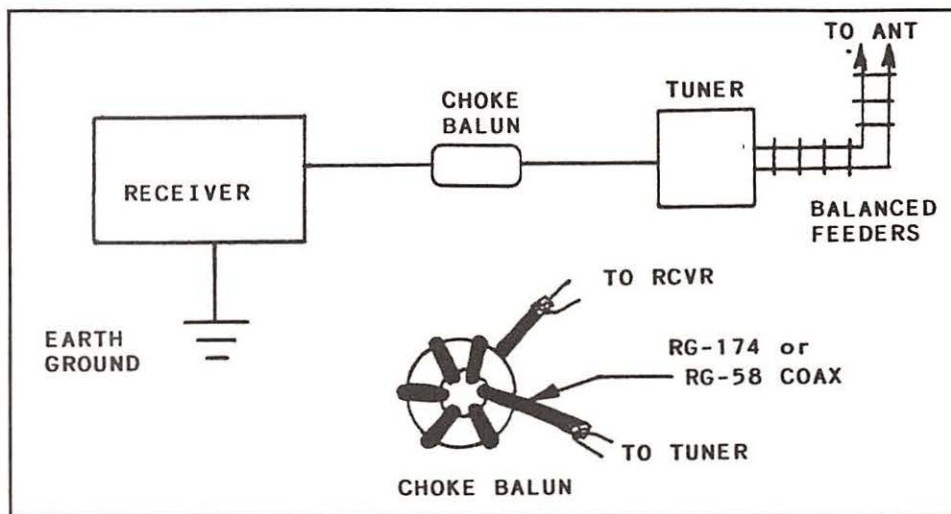 TO ANT
TUNER
CHOKE
BALUN
RECEIVER
BALANCED
FEEDERS
TO RCVR
EARTH
GROUND
RG-174 or
RG-58 COAX
TO TUNER
CHOKE BALUN